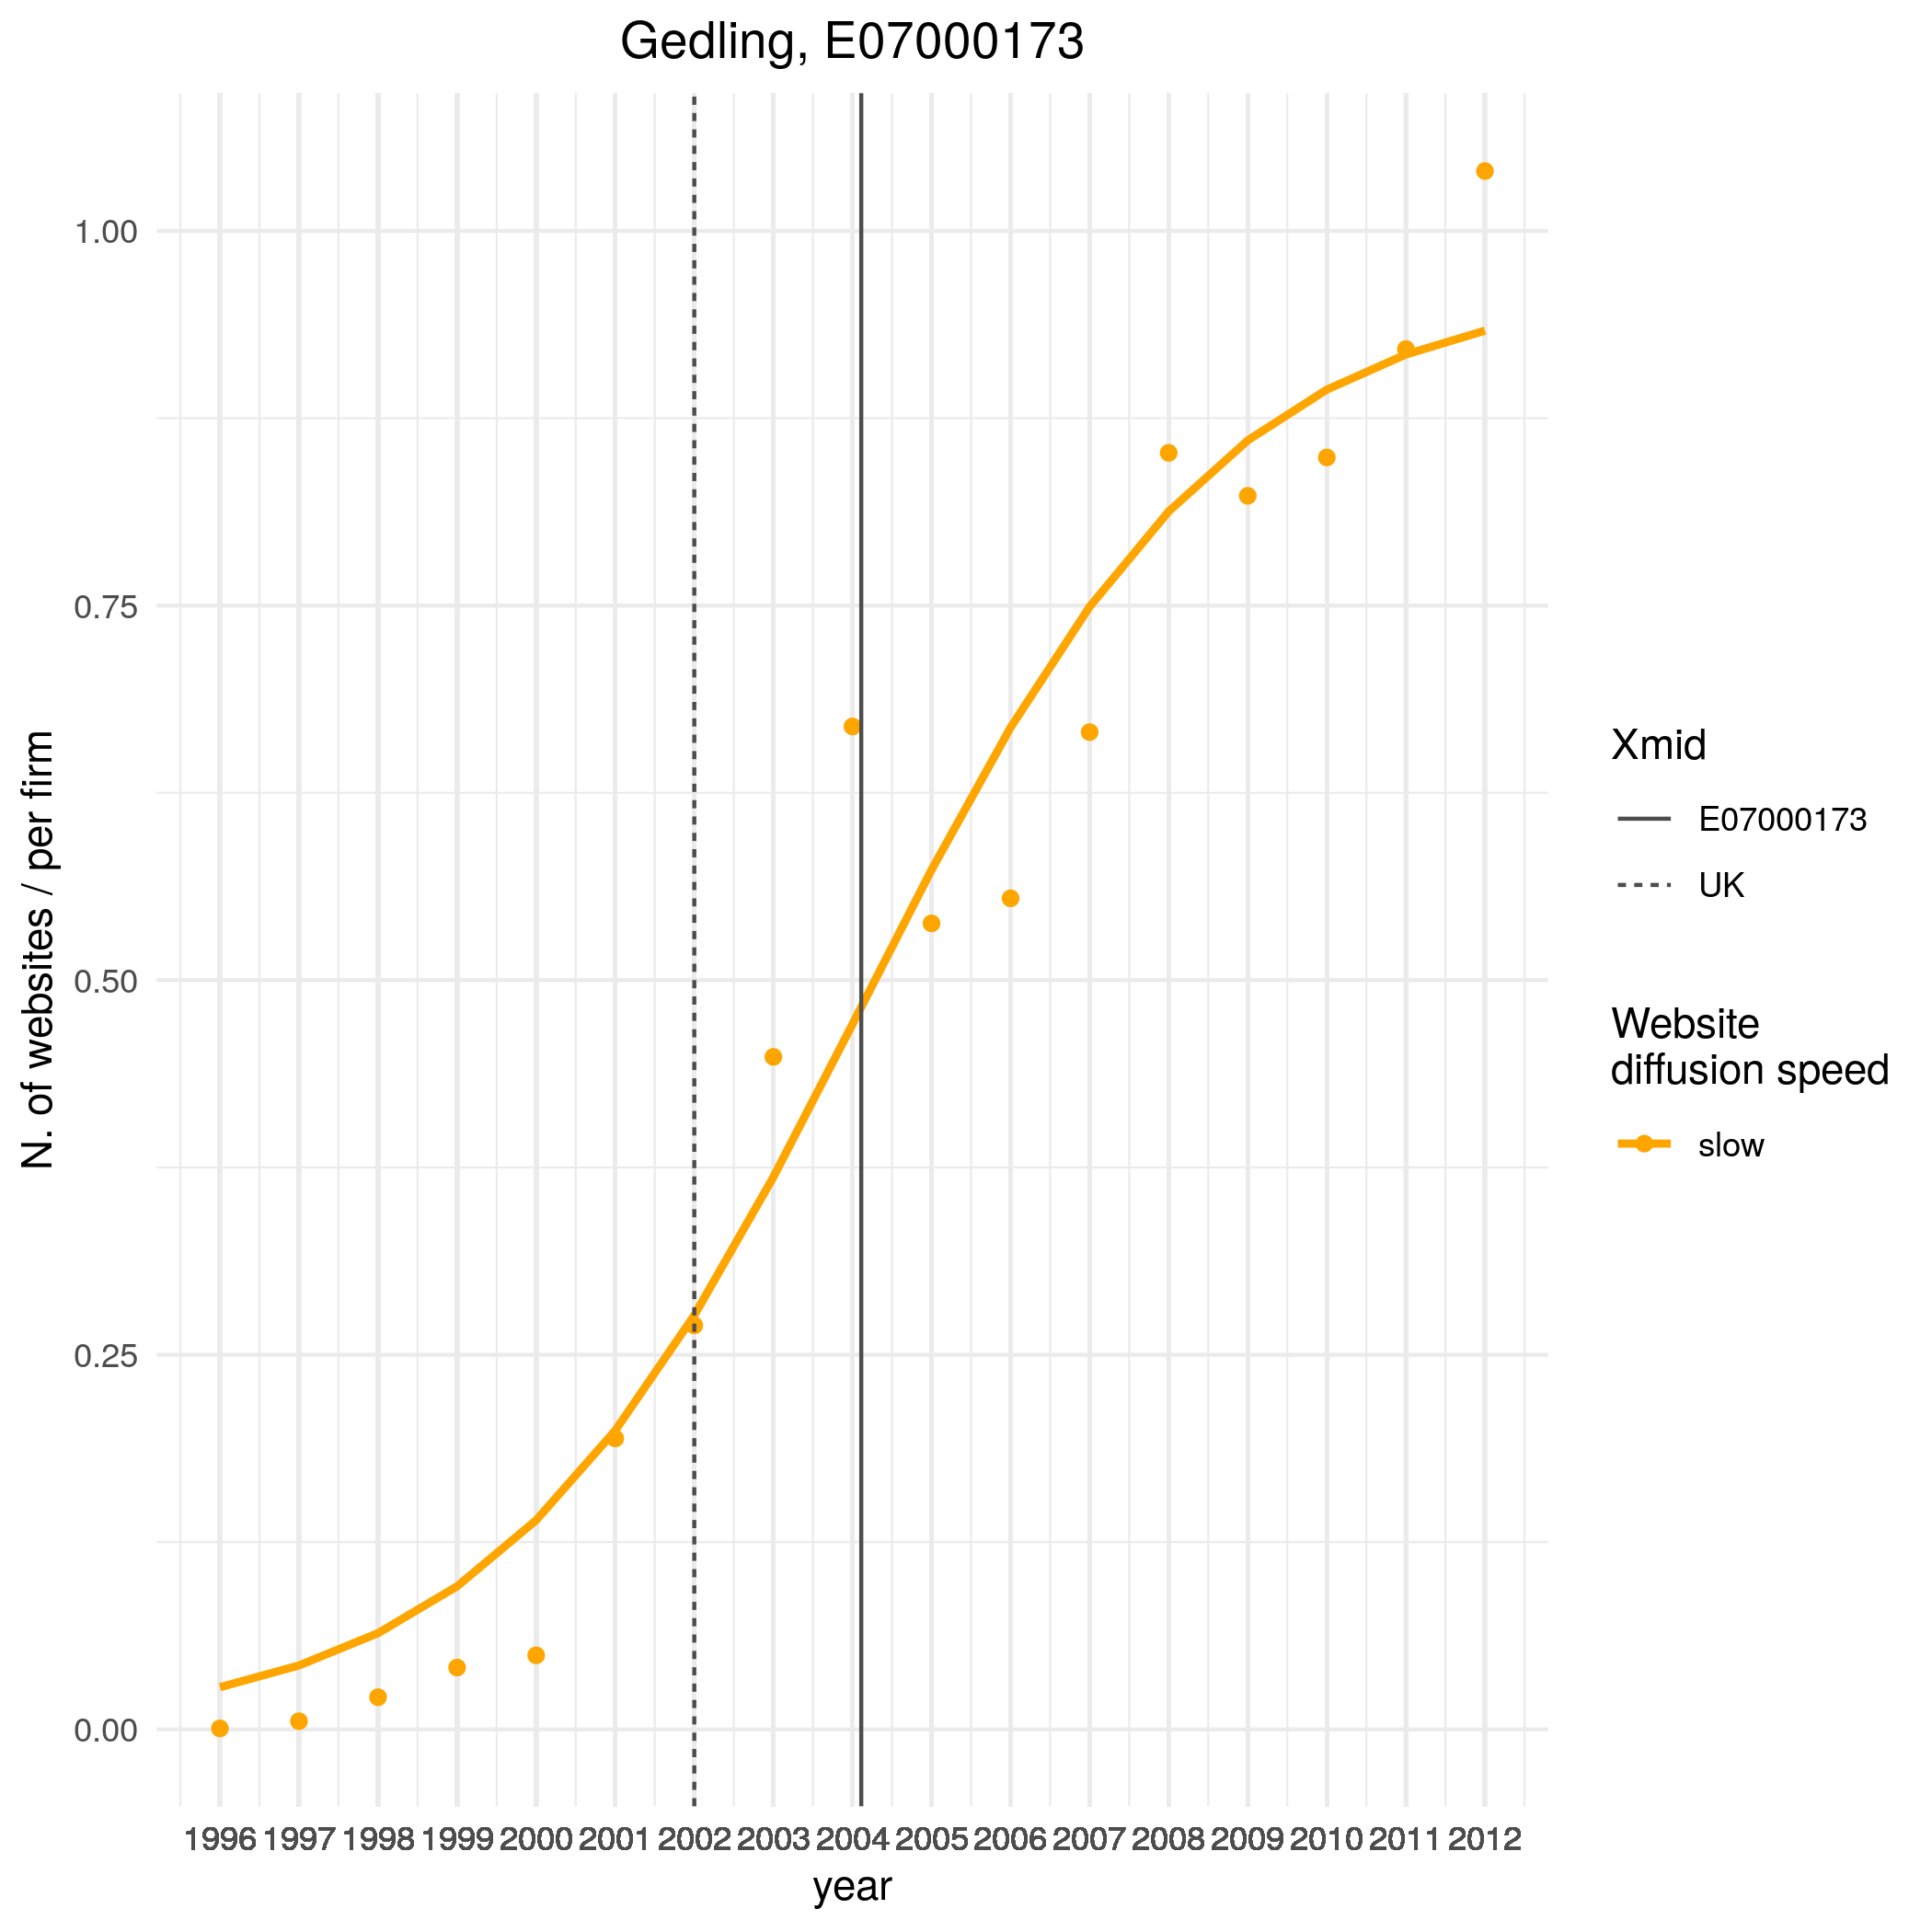 Gedling, E07000173
N. of websites / per firm
1.00
0.75
0.50
0.25
0.00
1996 1997 1998 1999 2000 2001 2002 2003 2004 2005 2006 2007 2008 2009 2010 2011 2012
year
Xmid
E07000173
UK
Website
diffusion speed
slow